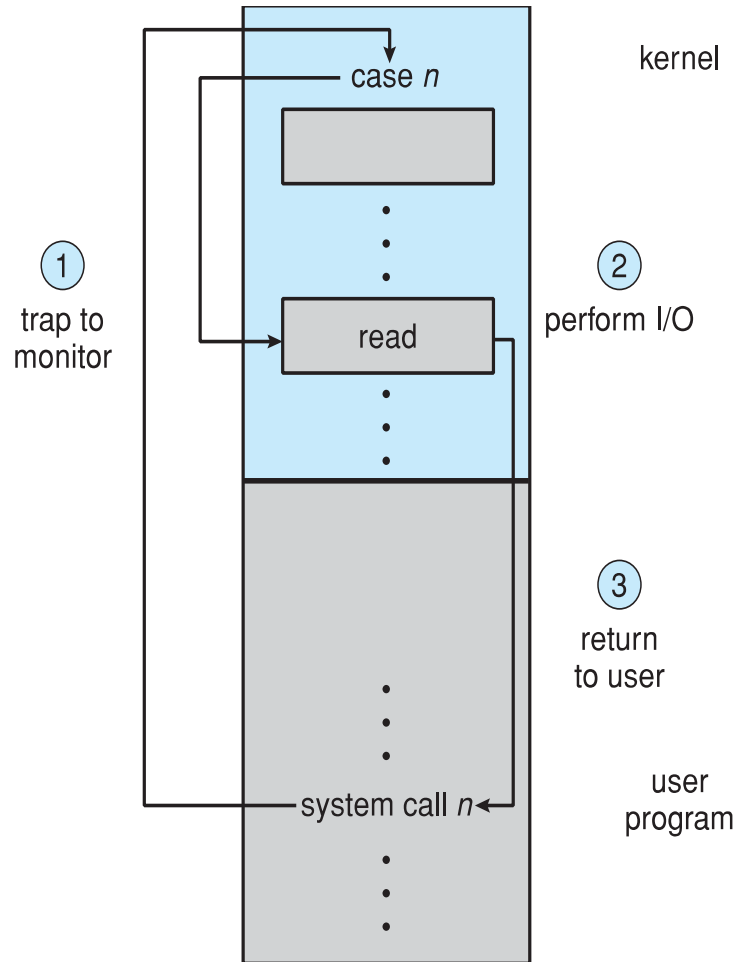 kernel
case n
1
trap to
monitor
2
perform I/O
read
3
return
to user
system call n
user
program